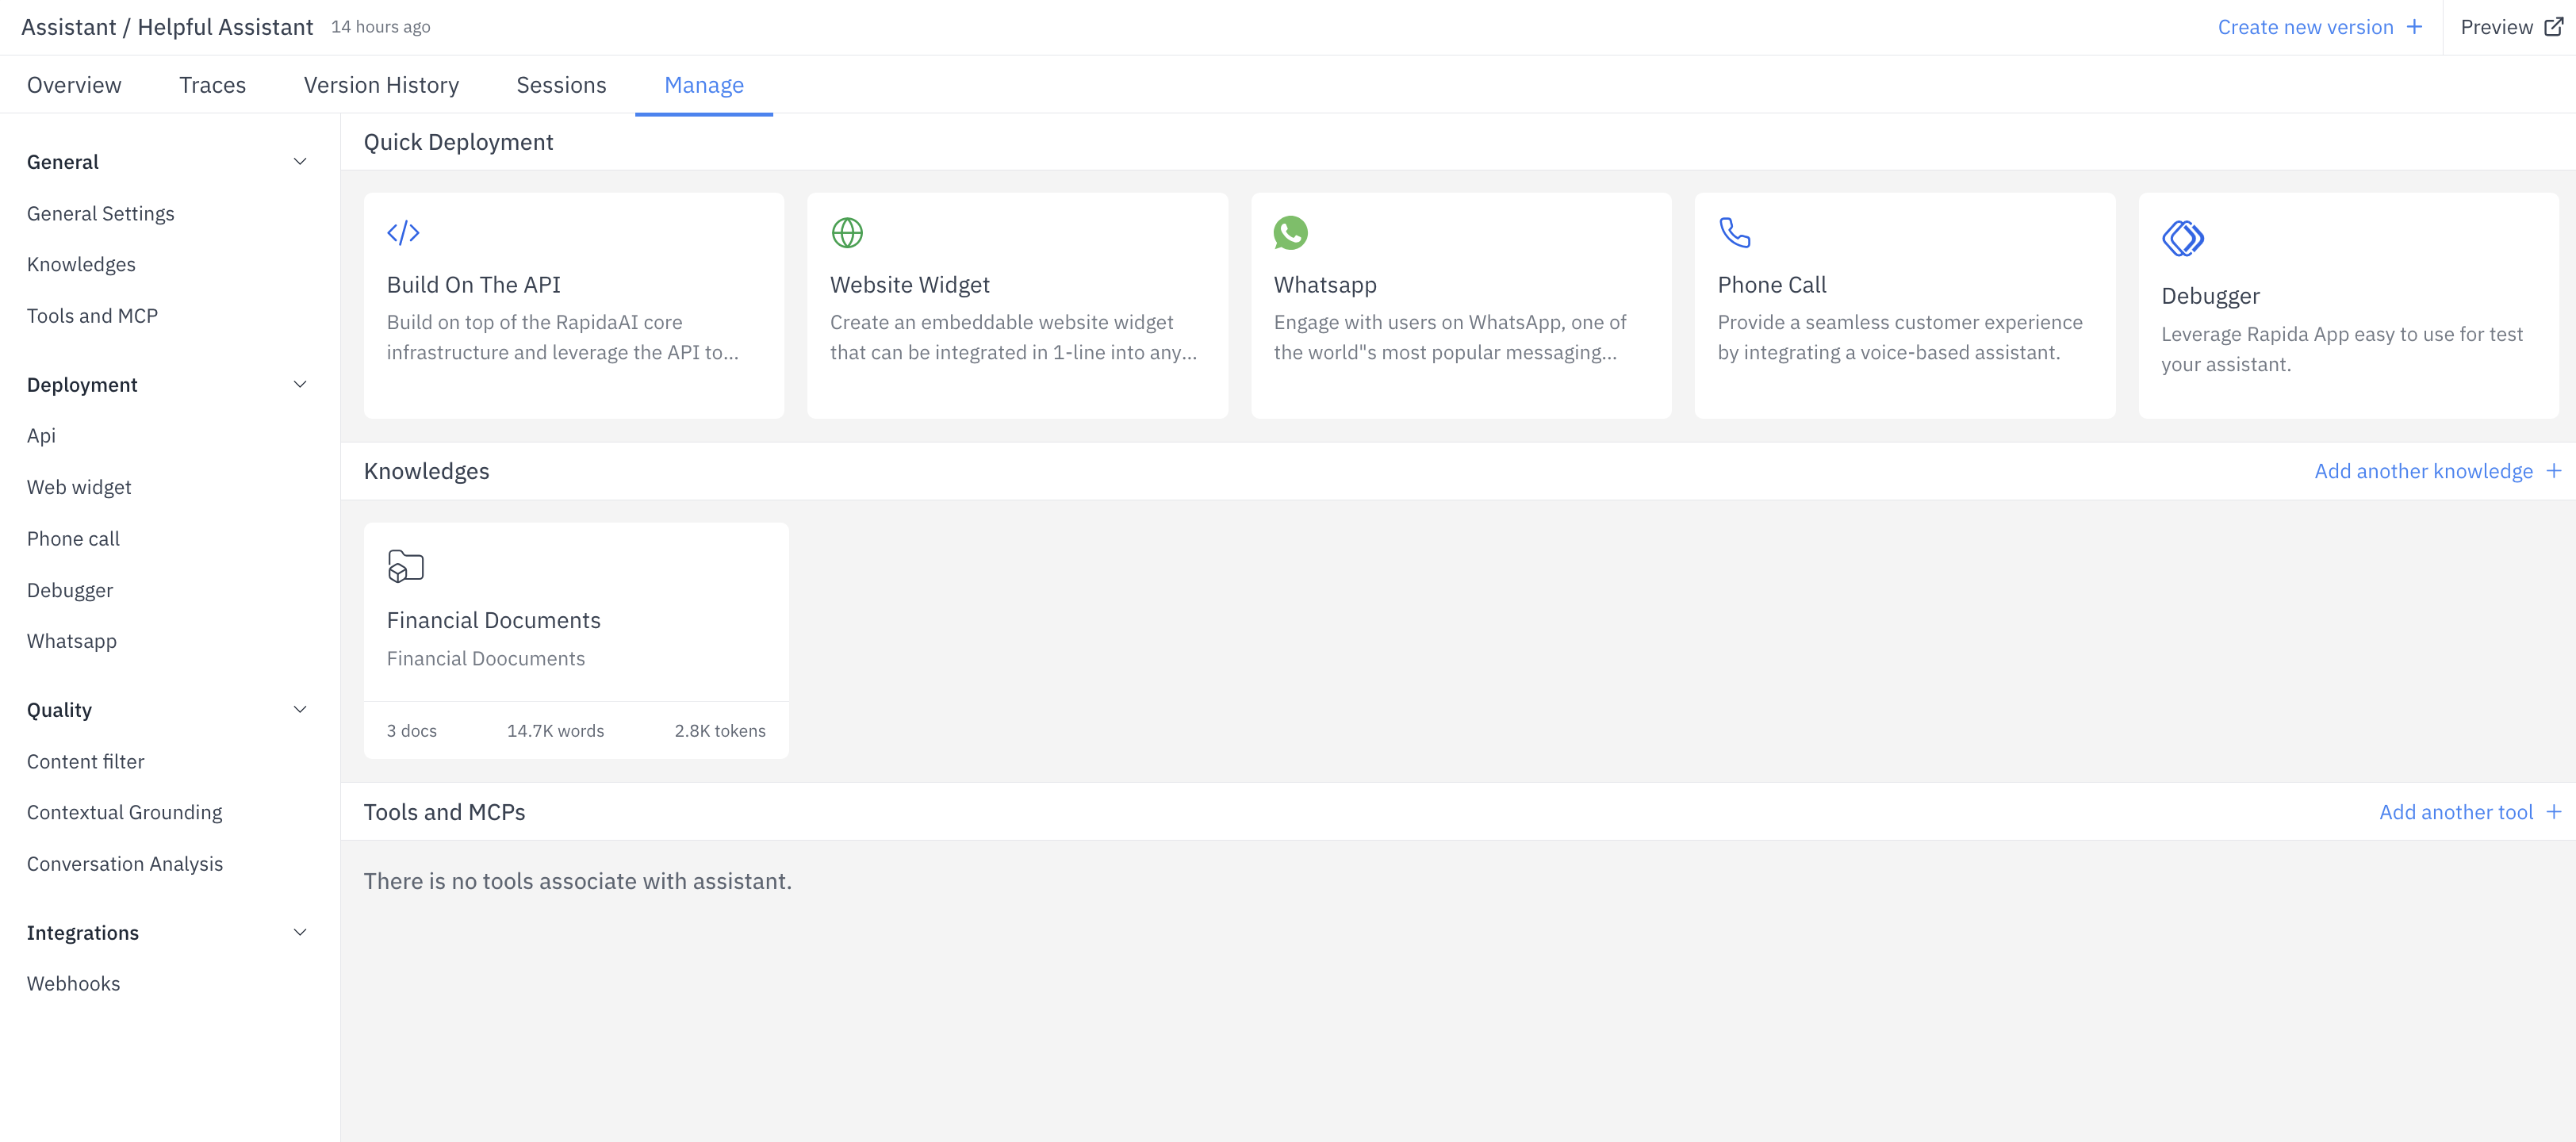 Assistant / Helpful Assistant 14 hours ago
Create new version +
Preview
Overview Traces Version History Sessions Manage
General
General Settings
Knowledges
Tools and MCP
Deployment
Api
Web widget
Phone call
Debugger
Whatsapp
Quality
Content filter
Contextual Grounding
Conversation Analysis
Integrations
Webhooks
Quick Deployment
Build On The API
Build on top of the RapidaAI core
infrastructure and leverage the API to...
Website Widget
Create an embeddable website widget
that can be integrated in 1-line into any...
Whatsapp
Engage with users on WhatsApp, one of
the world"s most popular messaging...
Phone Call
Provide a seamless customer experience
by integrating a voice-based assistant.
Debugger
Leverage Rapida App easy to use for test
your assistant.
Knowledges
Add another knowledge +
Financial Documents
Financial Doocuments
3 docs 14.7K words 2.8K tokens
Tools and MCPs
Add another tool +
There is no tools associate with assistant.